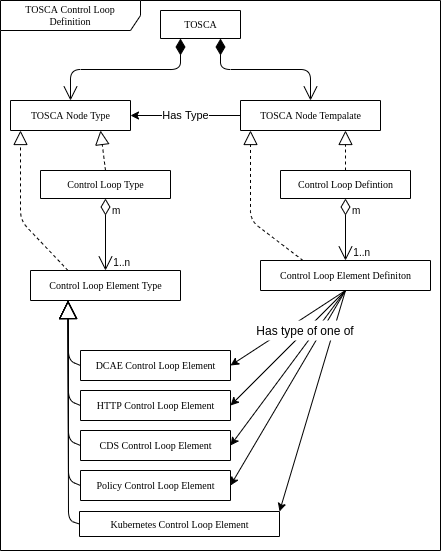 TOSCA Control Loop
Definition
TOSCA
TOSCA Node Type
Has Type
TOSCA Node Tempalate
Control Loop Type
Control Loop Defintion
m
m
1..n
1..n
Control Loop Element Type
Control Loop Element Definiton
Has type of one of
DCAE Control Loop Element
HTTP Control Loop Element
CDS Control Loop Element
Policy Control Loop Element
Kubernetes Control Loop Element